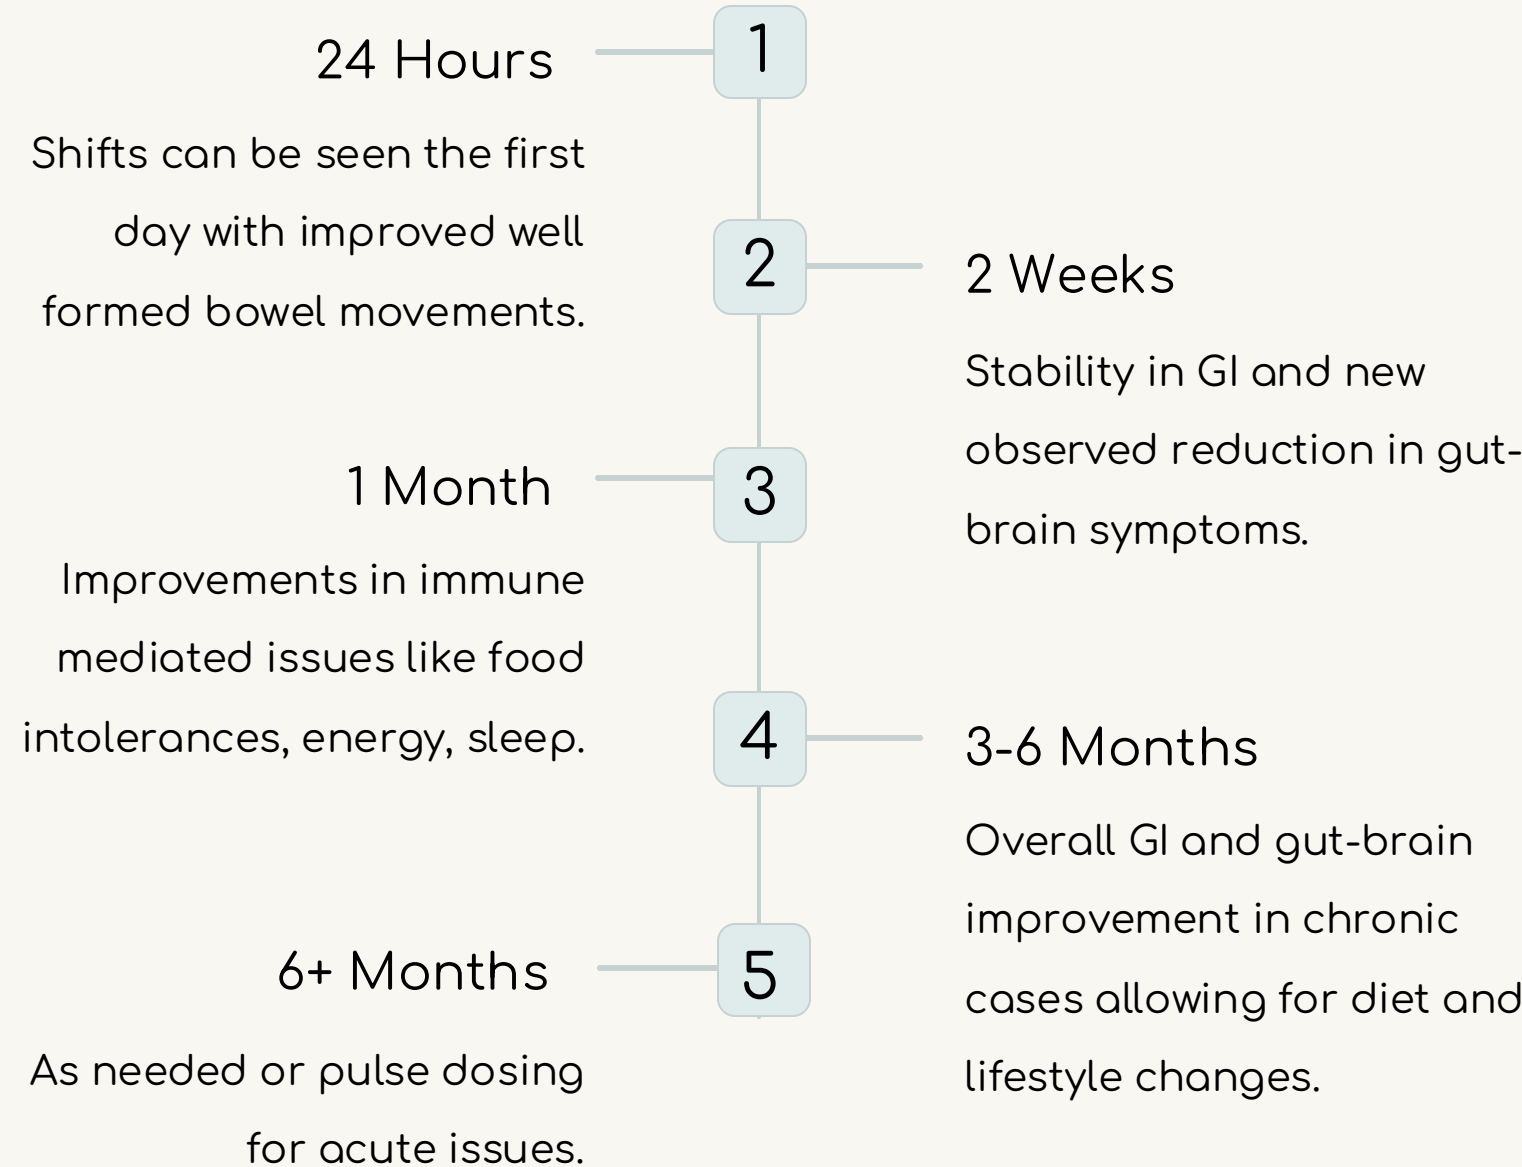 1
24 Hours
Shifts can be seen the first
day with improved well
formed bowel movements.
2
2 Weeks
Stability in GI and new
observed reduction in gut-
brain symptoms.
3
1 Month
Improvements in immune
mediated issues like food
intolerances, energy, sleep.
4
3-6 Months
Overall GI and gut-brain
improvement in chronic
cases allowing for diet and
lifestyle changes.
5
6+ Months
As needed or pulse dosing
for acute issues.